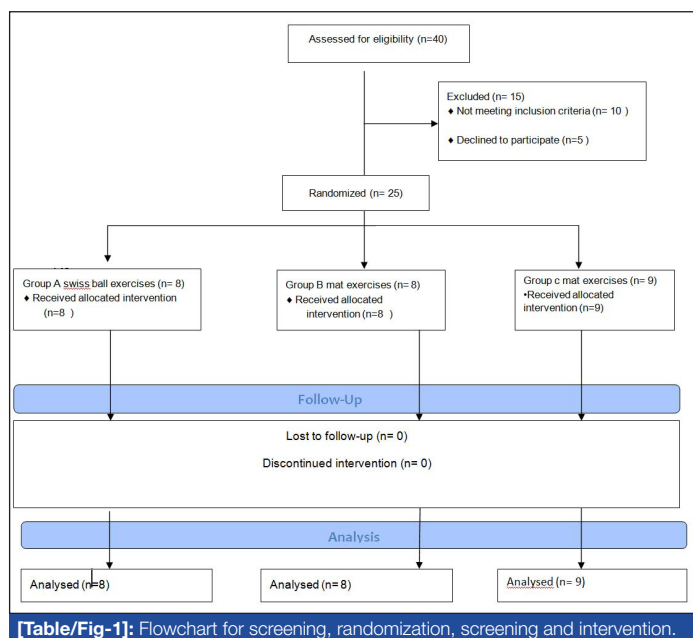 Assessed for eligibility (n=40)
Excluded (n= 15)
♦ Not meeting inclusion criteria (n= 10 )
♦ Declined to participate (n=5 )
Randomized (n= 25)
Group A swiss ball exercises (n= 8)
♦ Received allocated intervention
(n=8 )
Group B mat exercises (n= 8)
♦ Received allocated
intervention (n=8 )
Group c mat exercises (n= 9)
•Received allocated
intervention (n=9)
Follow-Up
Lost to follow-up (n= 0)
Discontinued intervention (n= 0)
Analysis
Analysed (n=8)
Analysed (n= 8)
Analysed (n= 9)
[Table/Fig-1]: Flowchart for screening, randomization, screening and intervention.